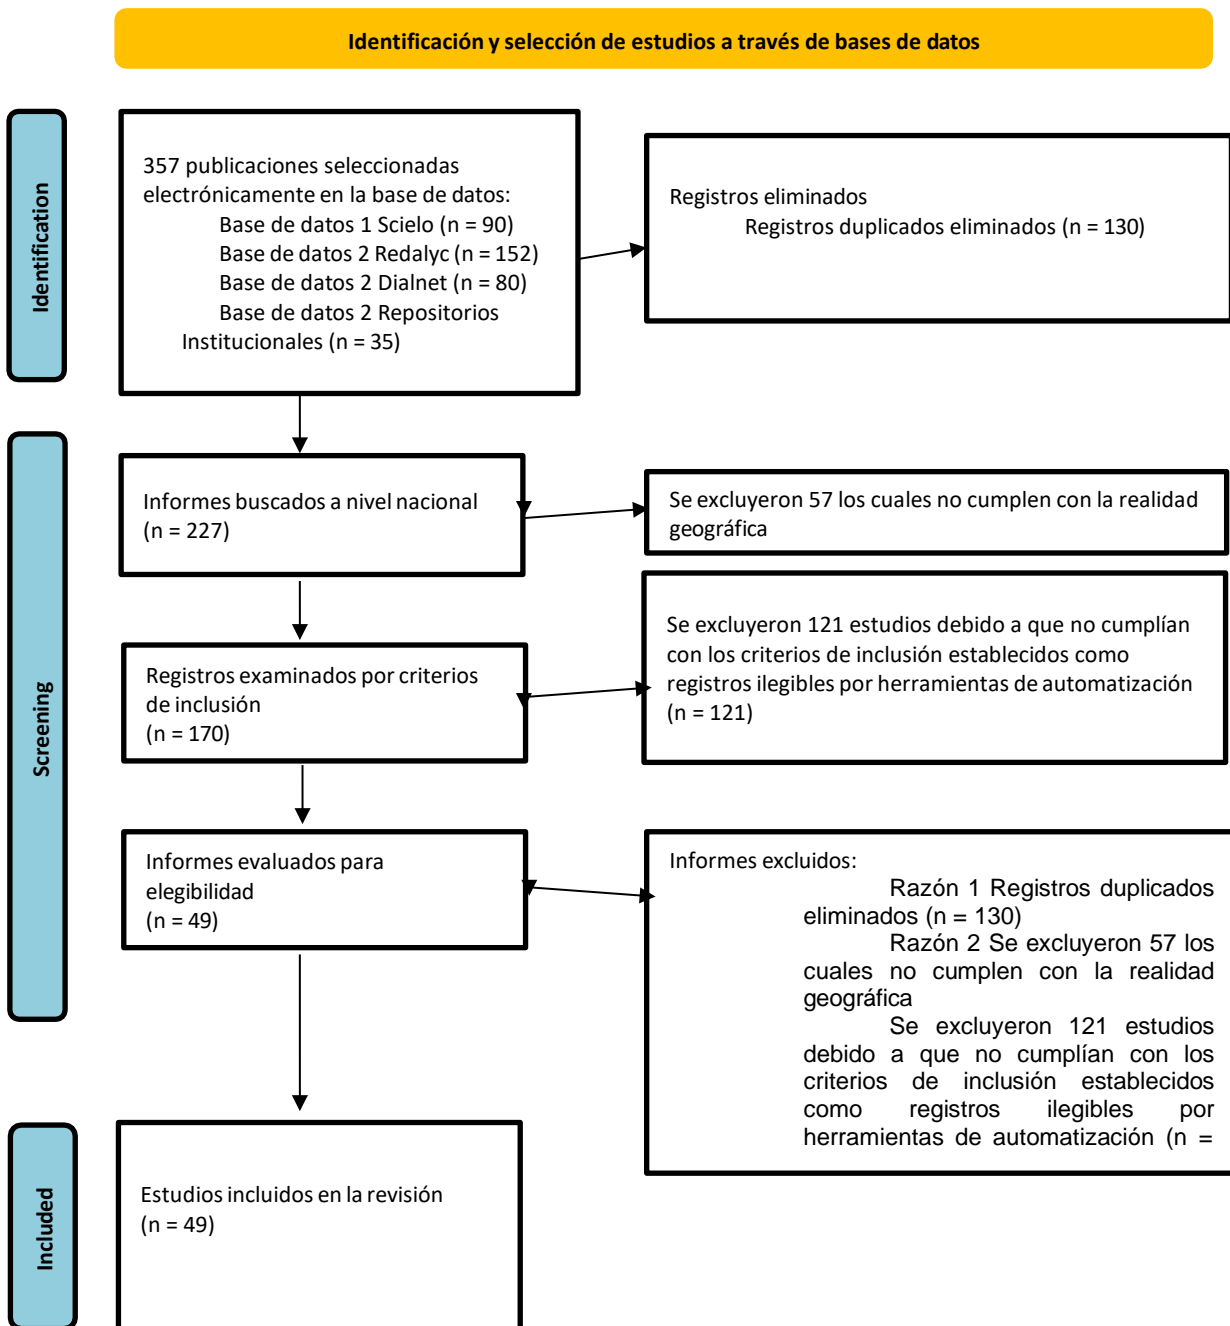 Identificación y selección de estudios a través de bases de datos
Identification
357 publicaciones seleccionadas
electrónicamente en la base de datos:
Base de datos 1 Scielo (n = 90)
Base de datos 2 Redalyc (n = 152)
Base de datos 2 Dialnet (n = 80)
Base de datos 2 Repositorios
Institucionales (n = 35)
Registros eliminados
Registros duplicados eliminados (n = 130)
Screening
Informes buscados a nivel nacional
(n = 227)
Se excluyeron 57 los cuales no cumplen con la realidad
geográfica
Registros examinados por criterios
de inclusión
(n = 170)
Se excluyeron 121 estudios debido a que no cumplían
con los criterios de inclusión establecidos como
registros ilegibles por herramientas de automatización
(n = 121)
Informes evaluados para
elegibilidad
(n = 49)
Informes excluidos:
Razón 1 Registros duplicados
eliminados (n = 130)
Razón 2 Se excluyeron 57 los
cuales no cumplen con la realidad
geográfica
Se excluyeron 121 estudios
debido a que no cumplían con los
criterios de inclusión establecidos
como registros ilegibles por
herramientas de automatización (n =
Included
Estudios incluidos en la revisión
(n = 49)